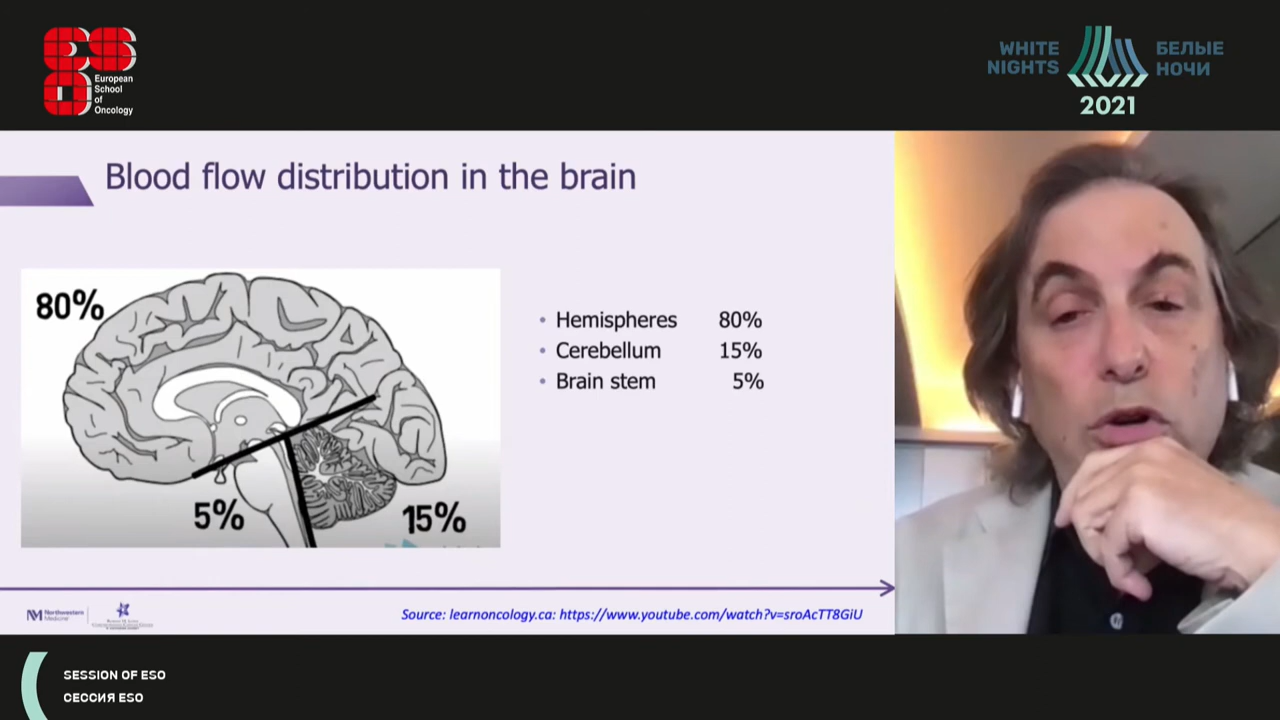 European
School
of
Oncology
WHITE
NIGHTS
БЕЛЫЕ
НОЧИ
2021
Blood flow distribution in the brain
80%
5%
15%
• Hemispheres 80%
• Cerebellum 15%
• Brain stem 5%
Northwestern
Medicine
Source: learnoncology.ca: https://www.youtube.com/watch?v=sroAcTT8GiU
SESSION OF ESO
СЕССИЯ ESO